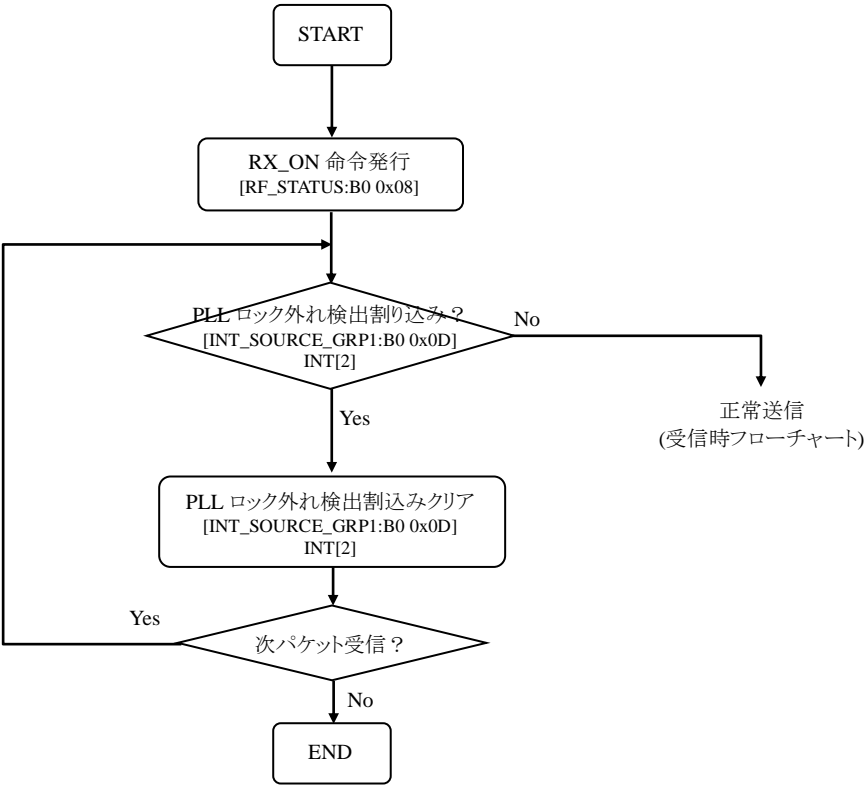 START
RX_ON 命令発行
[RF_STATUS:B0 0x08]
PLL ロック外れ検出割り込み？
[INT_SOURCE_GRP1:B0 0x0D]
INT[2]
No
正常送信
(受信時フローチャート)
Yes
PLL ロック外れ検出割込みクリア
[INT_SOURCE_GRP1:B0 0x0D]
INT[2]
Yes
次パケット受信？
No
END